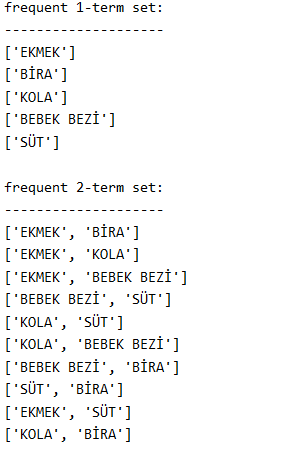 frequent 1-term set:
--------------------
['EKMEK']
['BİRA']
['KOLA']
['BEBEK BEZİ']
['SÜT']
frequent 2-term set:
--------------------
['EKMEK', 'BİRA']
['EKMEK', 'KOLA']
['EKMEK', 'BEBEK BEZİ']
['BEBEK BEZİ', 'SÜT']
['KOLA', 'SÜT']
['KOLA', 'BEBEK BEZİ']
['BEBEK BEZİ', 'BİRA']
['SÜT', 'BİRA']
['EKMEK', 'SÜT']
['KOLA', 'BİRA']